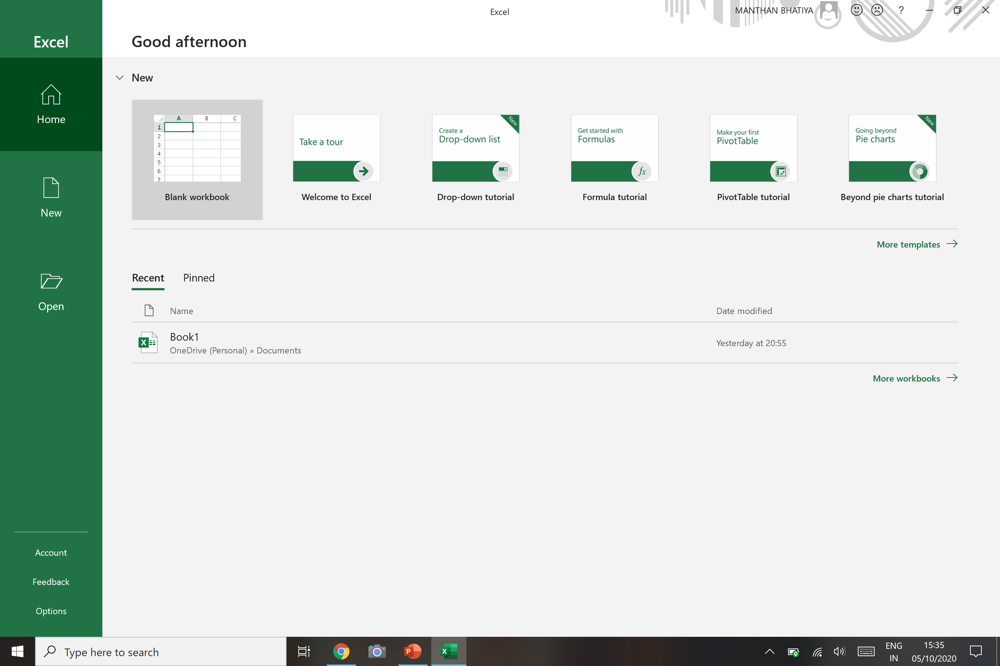 Excel
MANTHAN BHATIYA
?
Excel
Good afternoon
Home
New
Open
Account
Feedback
Options
New
A B C
1
2
3
4
5
6
7
Blank workbook
Take a tour
Welcome to Excel
New
Create a
Drop-down list
Drop-down tutorial
Get started with
Formulas
fx
Formula tutorial
Make your first
PivotTable
PivotTable tutorial
New
Going beyond
Pie charts
Beyond pie charts tutorial
More templates
Recent Pinned
Name Date modified
X
Book1
OneDrive (Personal) » Documents
Yesterday at 20:55
More workbooks
Type here to search
P
X
ENG
IN
15:35
05/10/2020